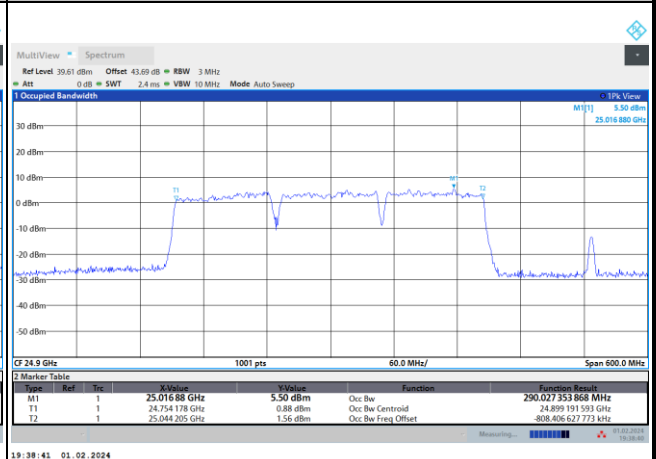 MultiView Spectrum
Ref Level 39.61 dBm Offset 43.69 dB RBW 3 MHz
Att 0 dB SWT 2.4 ms VBW 10 MHz Mode Auto Sweep
1 Occupied Bandwidth 1Pk View
M1[1] 5.50 dBm
25.016 880 GHz
30 dBm
20 dBm
10 dBm
M1
T1
T2
0 dBm
-10 dBm
-20 dBm
-30 dBm
-40 dBm
-50 dBm
CF 24.9 GHz 1001 pts 60.0 MHz/ Span 600.0 MHz
2 Marker Table
Type Ref Trc X-Value Y-Value Function Function Result
M1 1 25.016 88 GHz 5.50 dBm Occ Bw 290.027 353 868 MHz
T1 1 24.754 178 GHz 0.88 dBm Occ Bw Centroid 24.899 191 593 GHz
T2 1 25.044 205 GHz 1.56 dBm Occ Bw Freq Offset -808.406 627 773 kHz
Measuring... 01.02.2024
19:38:40
19:38:41 01.02.2024